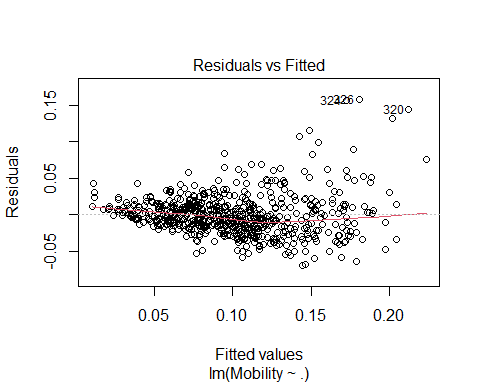 Residuals vs Fitted
Residuals
0.15
0.05
-0.05
326
320
0.05
0.10
0.15
0.20
Fitted values
lm(Mobility ~ .)